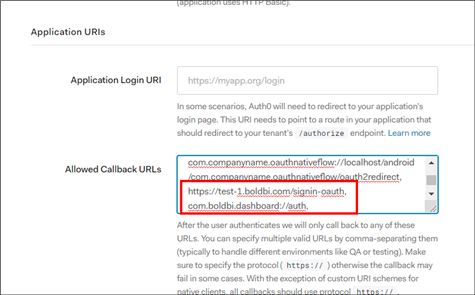 (application uses HTTP Basic).
Application URIs
Application Login URI
https://myapp.org/login
In some scenarios, Auth0 will need to redirect to your application's
login page. This URI needs to point to a route in your application that
should redirect to your tenant's /authorize endpoint. Learn more
Allowed Callback URLs
com.companyname.oauthnativeflow://localhost/android
/com.companyname.oauthnativeflow/oauth2redirect,
https://test-1.boldbi.com/signin-oauth,
com.boldbi.dashboard://auth,
After the user authenticates we will only call back to any of these
URLs. You can specify multiple valid URLs by comma-separating them
(typically to handle different environments like QA or testing). Make
sure to specify the protocol ( https:// ) otherwise the callback may
fail in some cases. With the exception of custom URI schemes for
native clients, all callbacks should use protocol https:// .